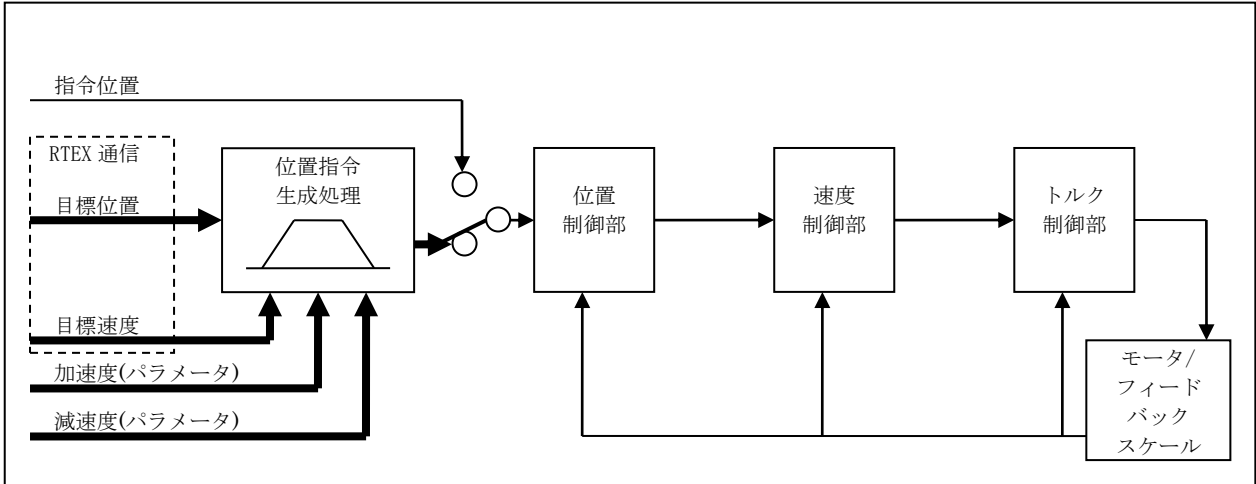 指令位置
RTEX 通信
目標位置
目標速度
加速度(パラメータ)
減速度(パラメータ)
位置指令
生成処理
位置
制御部
速度
制御部
トルク
制御部
モータ/
フィード
バック
スケール